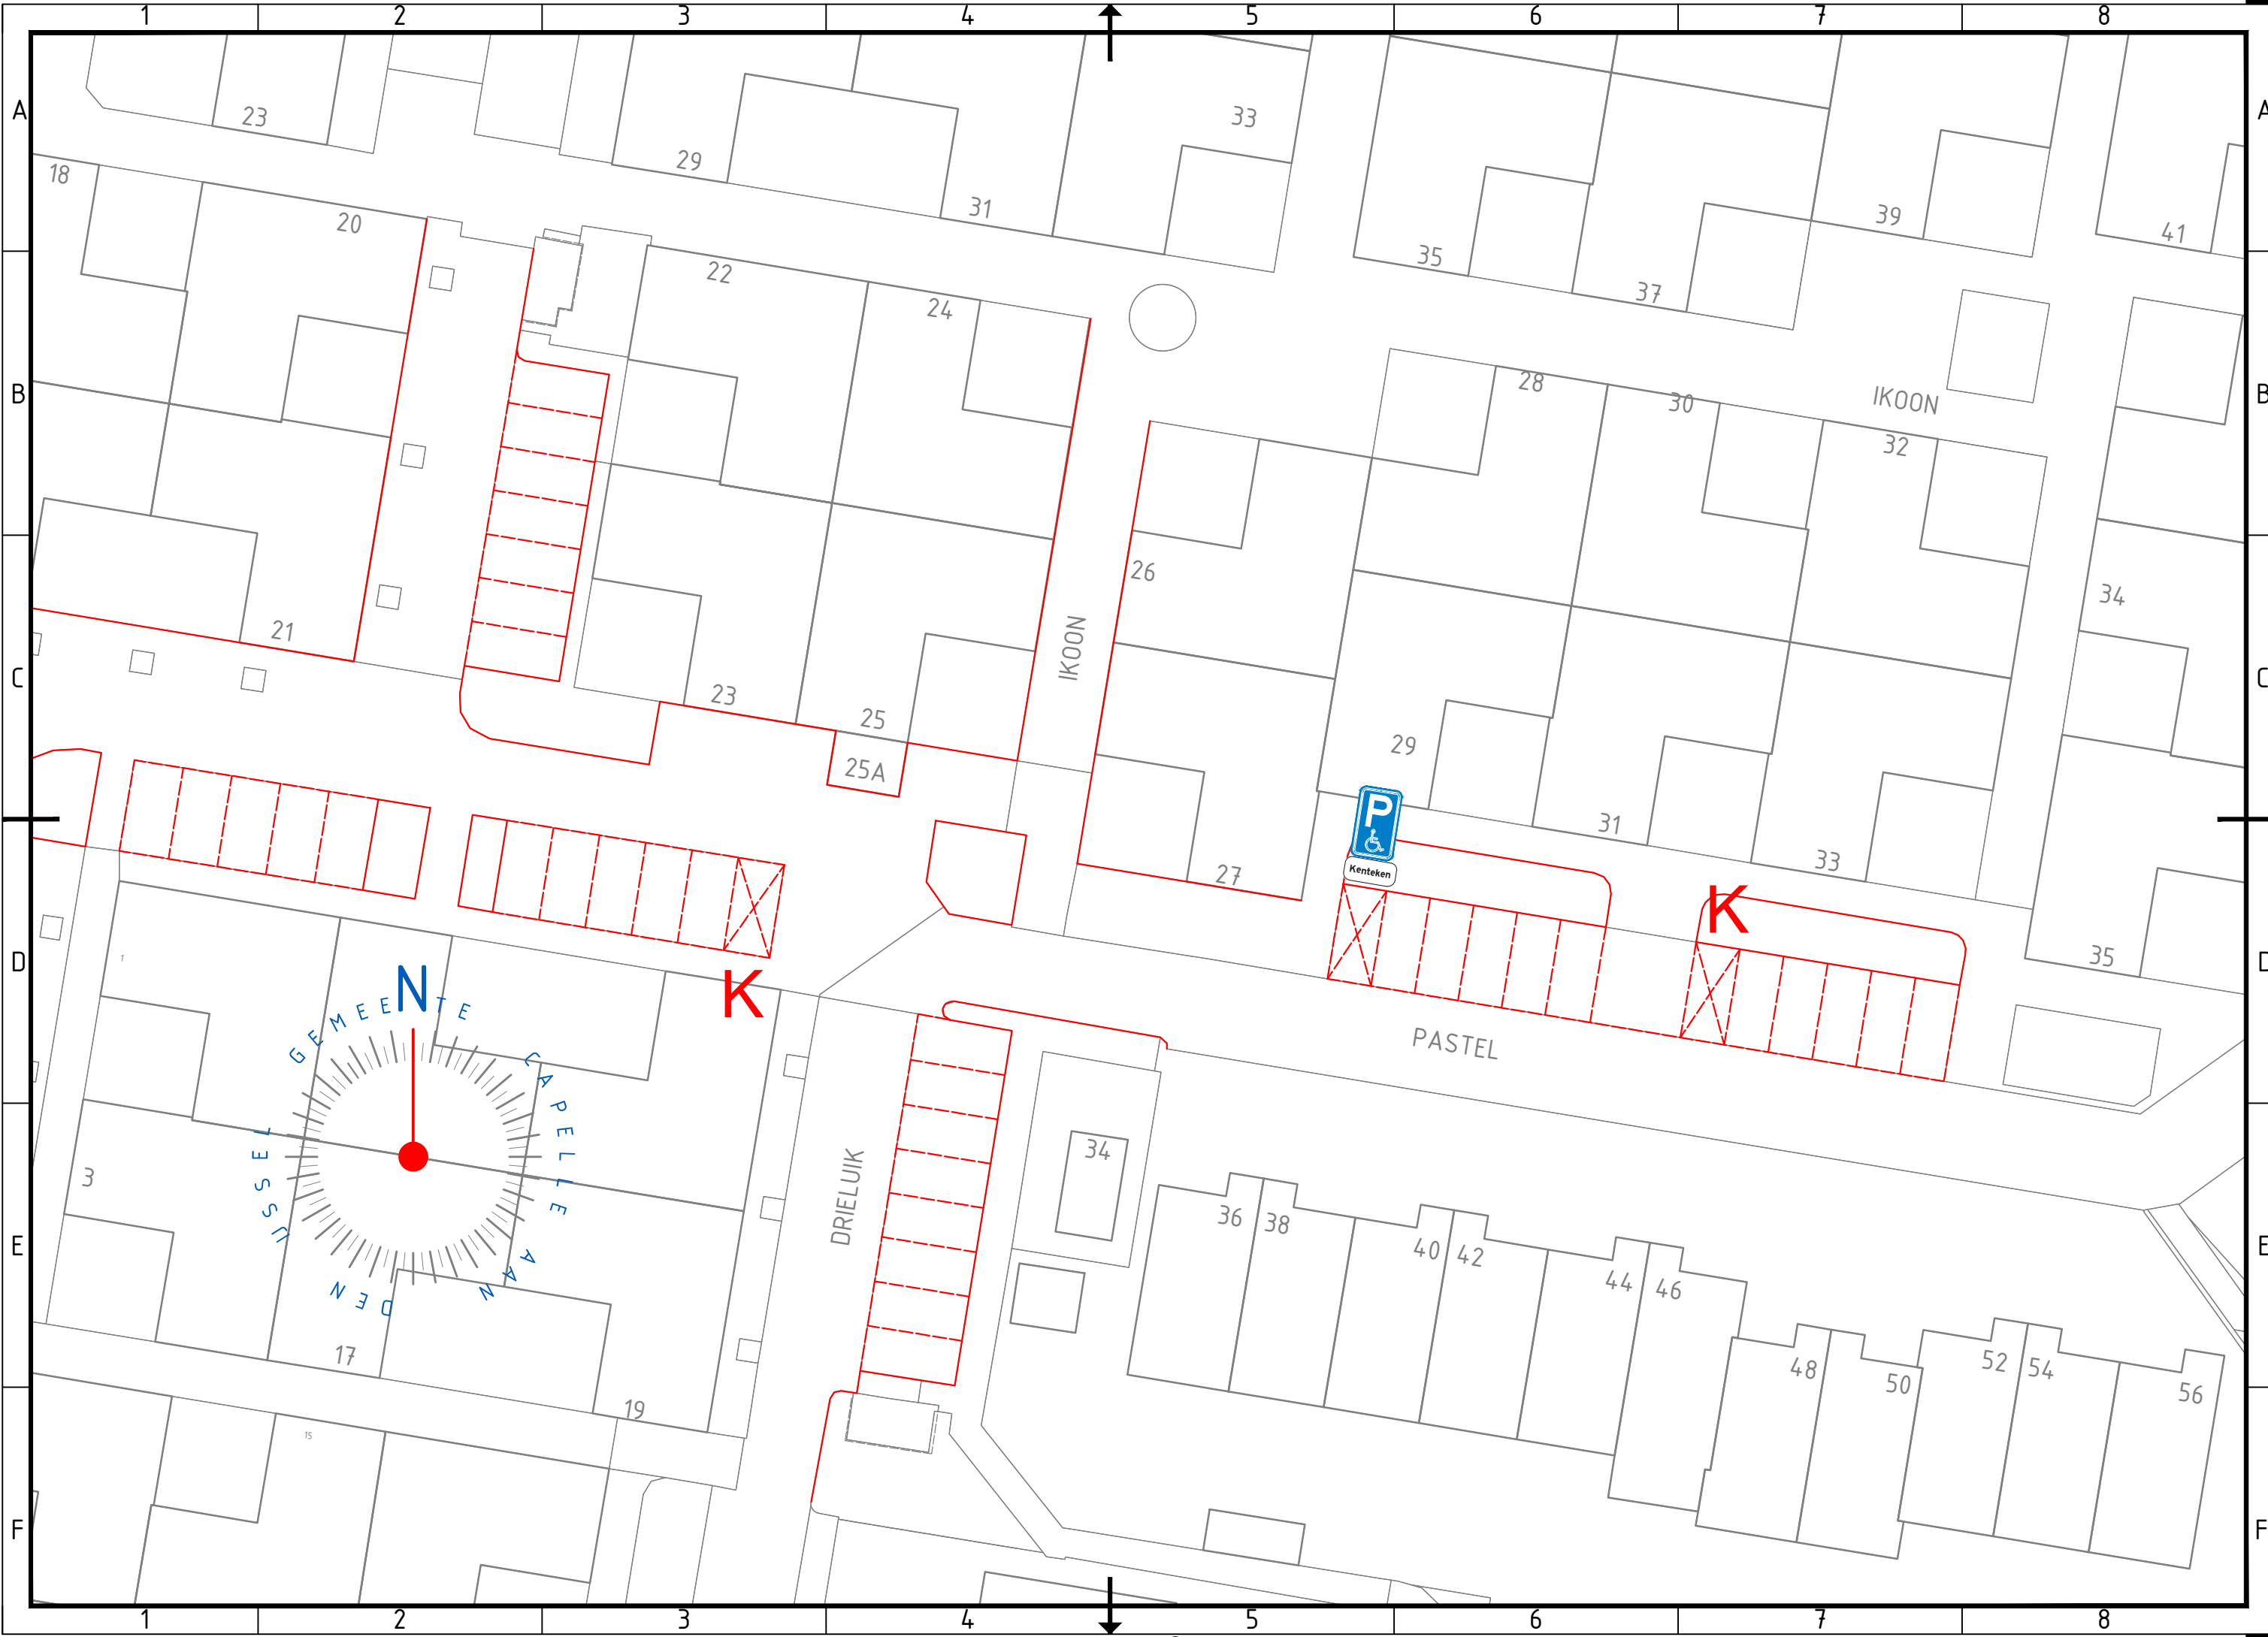 1 2 3 4 5 6 7 8
A A
23 33
18 29
20 31 39
41
22 35
24 37
B B
28
30 IKOON
32
26
34
21 IKOON
C C
23
25 29
25A
P
31
33
27 Kenteken
K
D D
1 35
K
N
GEMEENTE CAPELLE AAN DEN IJSSEL
PASTEL
34
3
DRIELUIK
36 38
E E
40 42
44 46
17
48 52 54
50 56
19
15
F F
1 2 3 4 5 6 7 8